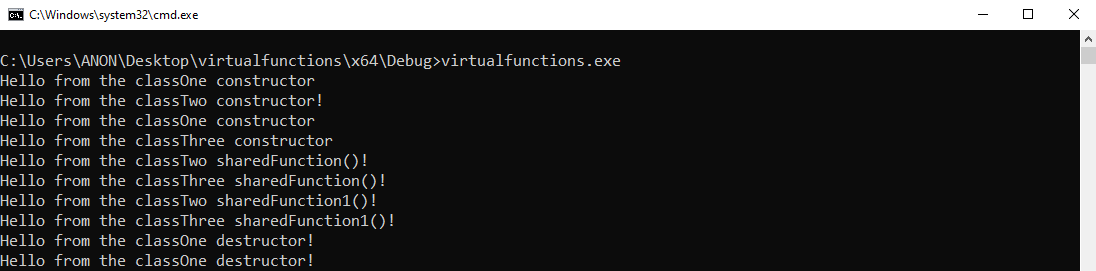 C:\Windows\system32\cmd.exe
C:\Users\ANON\Desktop\virtualfunctions\x64\Debug>virtualfunctions.exe
Hello from the classOne constructor
Hello from the classTwo constructor!
Hello from the classOne constructor
Hello from the classThree constructor
Hello from the classTwo sharedFunction()!
Hello from the classThree sharedFunction()!
Hello from the classTwo sharedFunction1()!
Hello from the classThree sharedFunction1()!
Hello from the classOne destructor!
Hello from the classOne destructor!